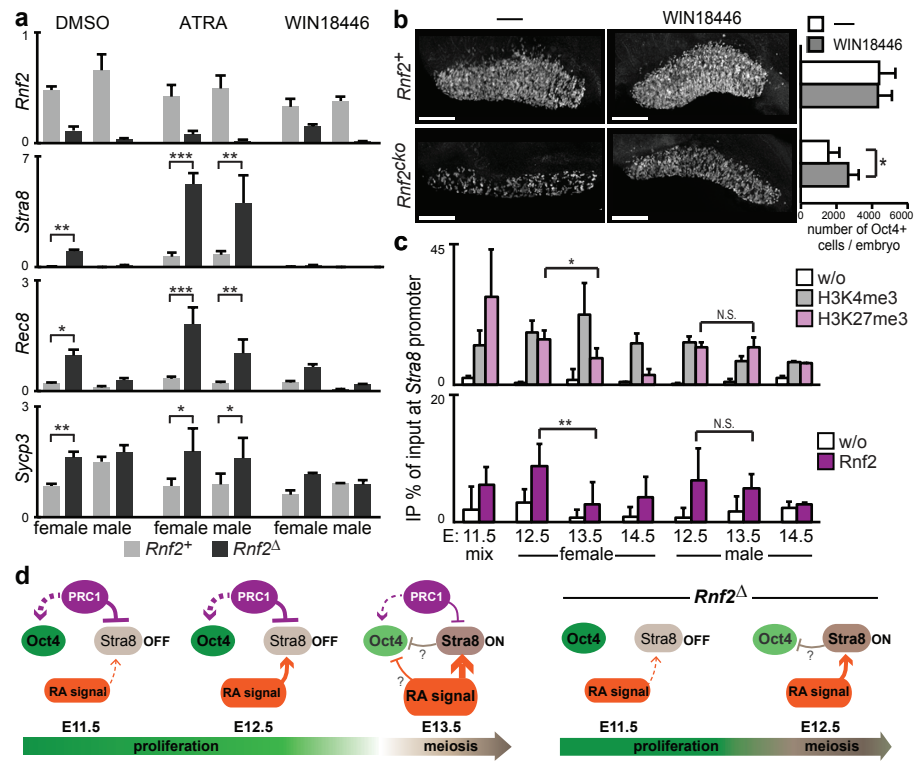 a
DMSO ATRA WIN18446
1
Rnf2
0
7
***
**
Stra8
**
0
3
***
**
Rec8
*
0
3
**
*
*
Sycp3
0
female male female male female male
Rnf2+ Rnf2Δ
b
— WIN18446
—
WIN18446
Rnf2+
Rnf2cko
*
0 2000 4000 6000
number of Oct4+
cells / embryo
c
45
*
N.S.
w/o
H3K4me3
H3K27me3
0
IP % of input at Stra8 promoter
20
**
N.S.
w/o
Rnf2
0
E: 11.5 12.5 13.5 14.5 12.5 13.5 14.5
mix female male
d
PRC1 PRC1 PRC1
Rnf2Δ
Oct4 Stra8 OFF Oct4 Stra8 OFF Oct4 Stra8 ON Oct4 Stra8 OFF Oct4 Stra8 ON
? ? ?
RA signal RA signal RA signal RA signal RA signal
E11.5 E12.5 E13.5 E11.5 E12.5
proliferation meiosis proliferation meiosis